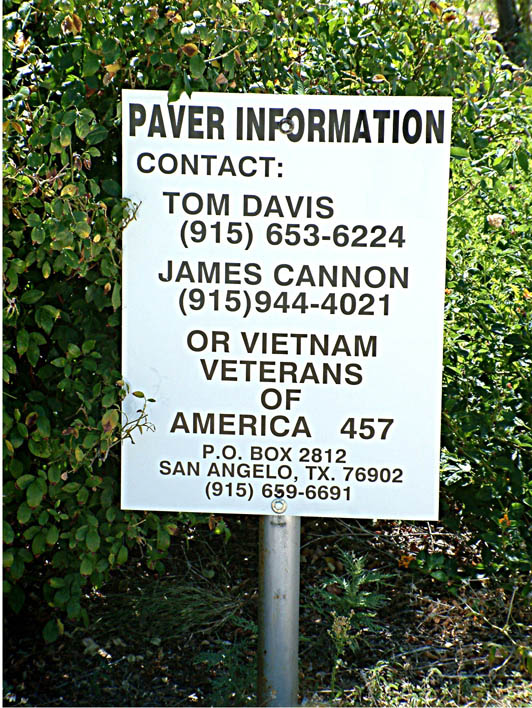 PAVER INFORMATION
CONTACT:
TOM DAVIS
(915) 653-6224
JAMES CANNON
(915)944-4021
OR VIETNAM
VETERANS
OF
AMERICA 457
P.O. BOX 2812
SAN ANGELO, TX. 76902
(915) 659-6691